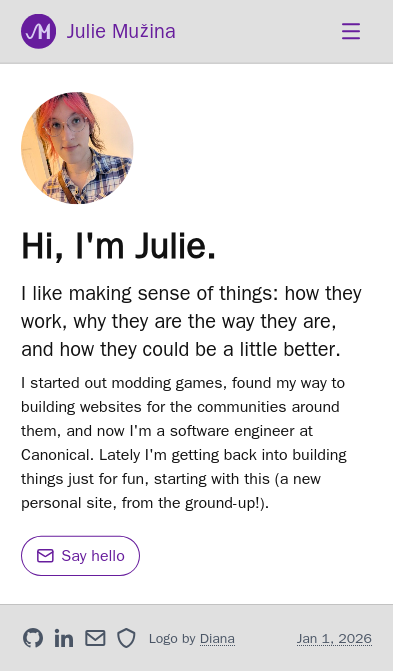 Julie Mužina
Hi, I'm Julie.
I like making sense of things: how they
work, why they are the way they are,
and how they could be a little better.
I started out modding games, found my way to
building websites for the communities around
them, and now I'm a software engineer at
Canonical. Lately I'm getting back into building
things just for fun, starting with this (a new
personal site, from the ground-up!).
Say hello
Logo by Diana Jan 1, 2026